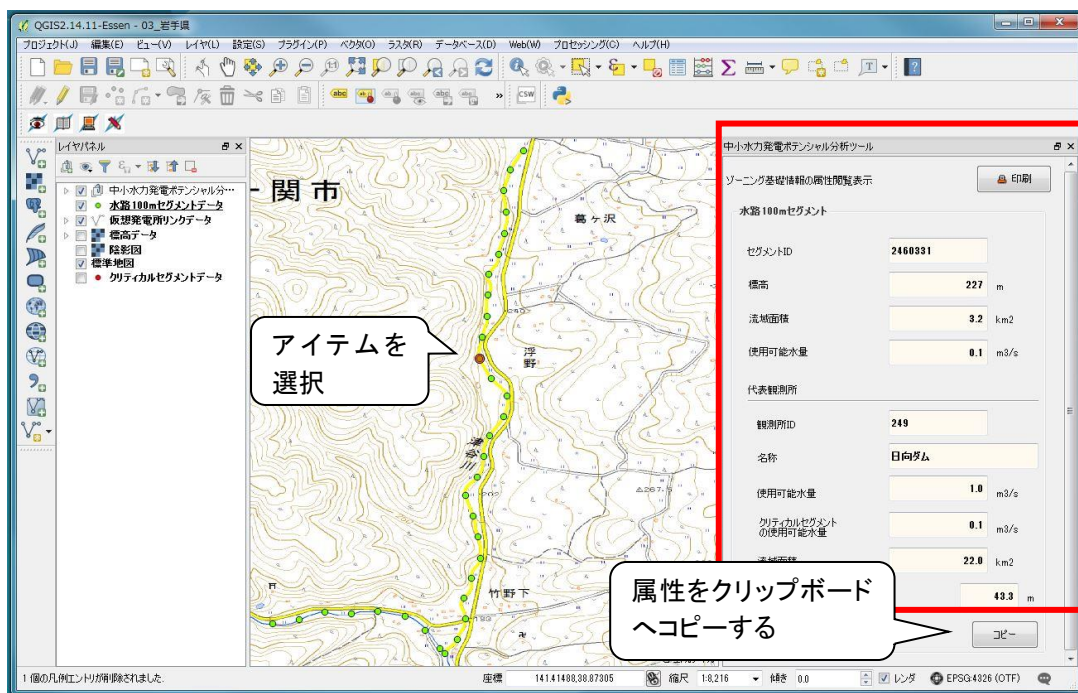 QGIS2.14.11-Essen - 03_岩手県
プロジェクト(J) 編集(E) ビュー(V) レイヤ(L) 設定(S) プラグイン(P) ベクタ(O) ラスタ(R) データベース(D) Web(W) プロセッシング(C) ヘルプ(H)
abc
CSW
レイヤパネル
中小水力発電ポテンシャル分…
水路100mセグメントデータ
仮想発電所リンクデータ
標高データ
陰影図
標準地図
クリティカルセグメントデータ
一関市
葛ヶ沢
アイテムを
選択
浮野
津谷川
△267.5
竹野下
中小水力発電ポテンシャル分析ツール
ゾーニング基礎情報の属性閲覧表示
印刷
水路100mセグメント
セグメントID 2460331
標高 227 m
流域面積 3.2 km2
使用可能水量 0.1 m3/s
代表観測所
観測所ID 249
名称 日向ダム
使用可能水量 1.0 m3/s
クリティカルセグメント
の使用可能水量 0.1 m3/s
流域面積 22.0 km2
43.3 m
属性をクリップボード
へコピーする
コピー
1 個の凡例エントリが削除されました. 座標 141.41488,38.87305 縮尺 1:8,216 傾き 0.0 レンダ EPSG:4326 (OTF)